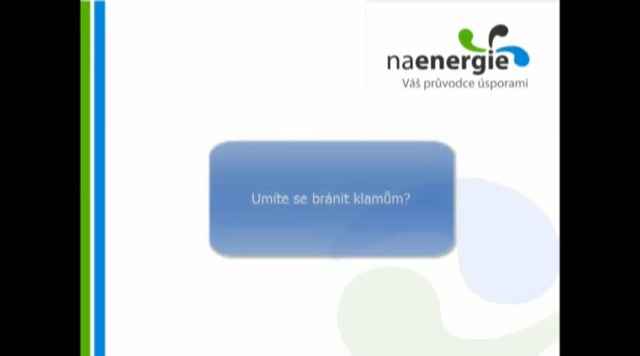 naenergie
Váš průvodce úsporami
Umíte se bránit klamům?